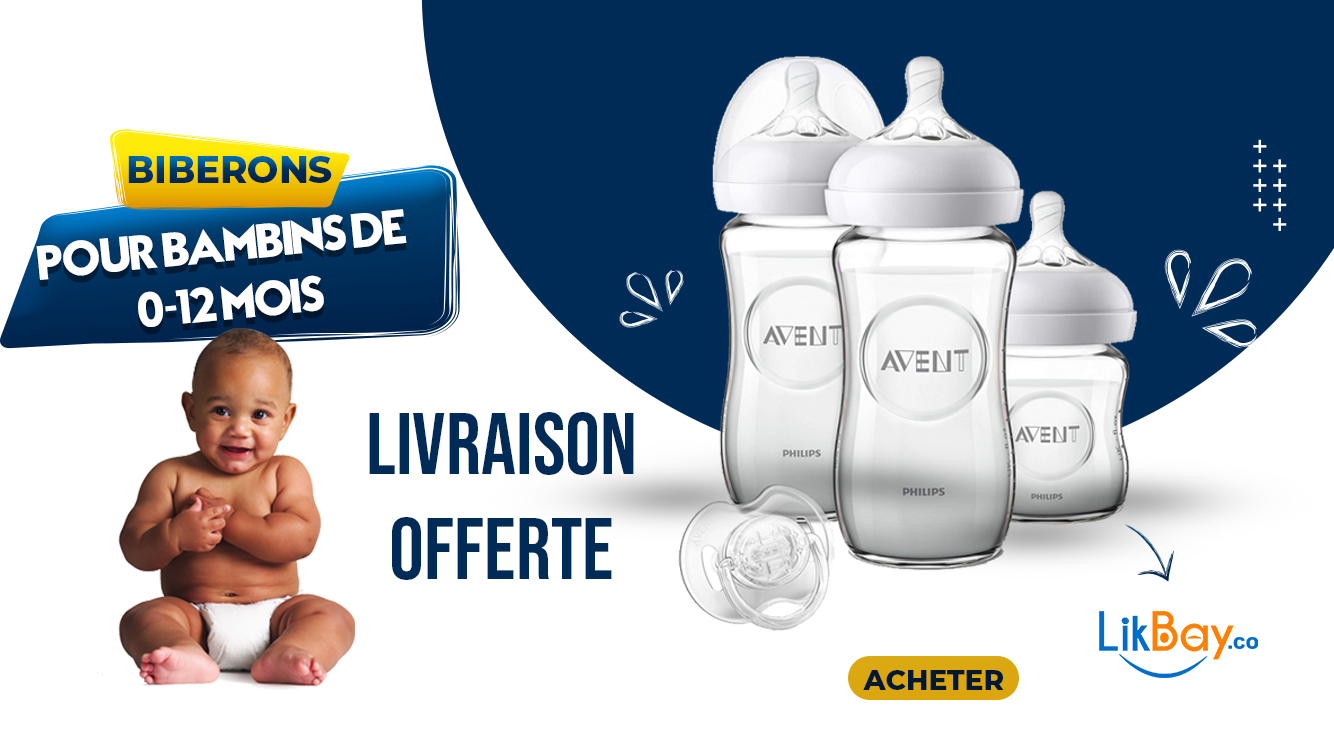 BIBERONS
POUR BAMBINS DE
0-12 MOIS
LIVRAISON
OFFERTE
AVENT
PHILIPS
AVENT
PHILIPS
AVENT
PHILIPS
LikBay.co
ACHETER